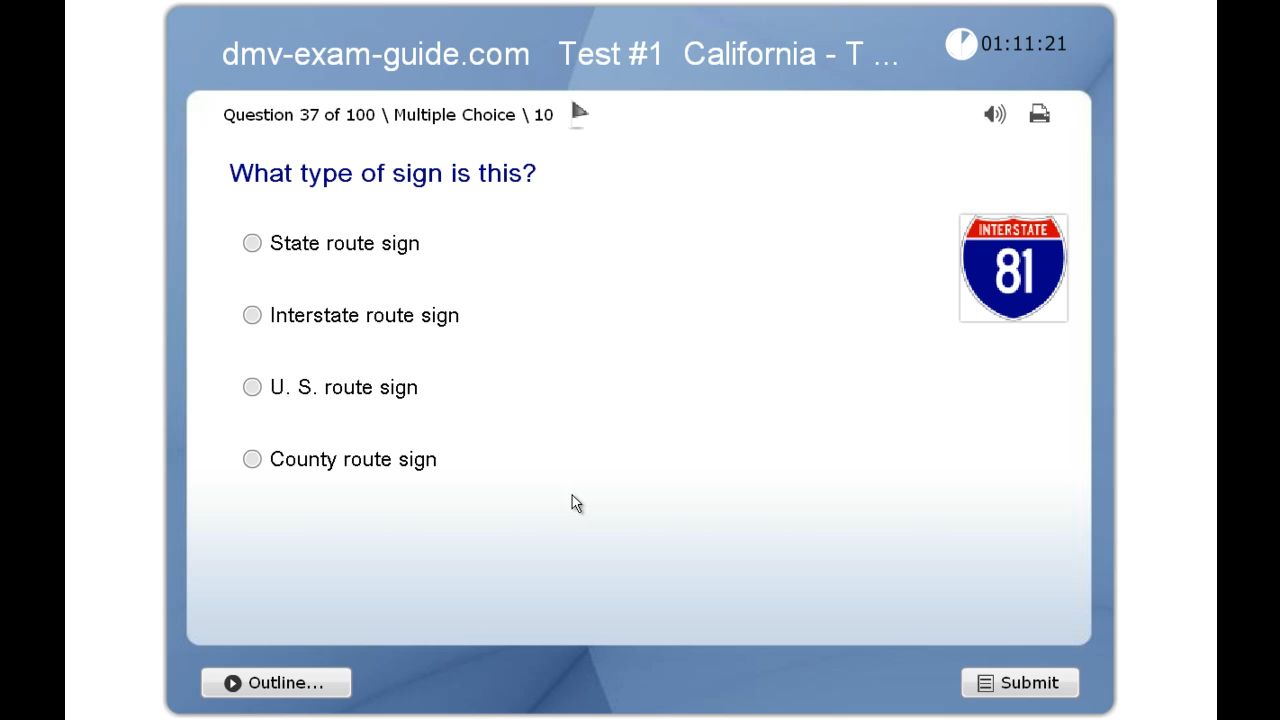 dmv-exam-guide.com Test #1 California - T ...
01:11:21
Question 37 of 100 \ Multiple Choice \ 10
What type of sign is this?
State route sign
Interstate route sign
U. S. route sign
County route sign
INTERSTATE
81
Outline...
Submit